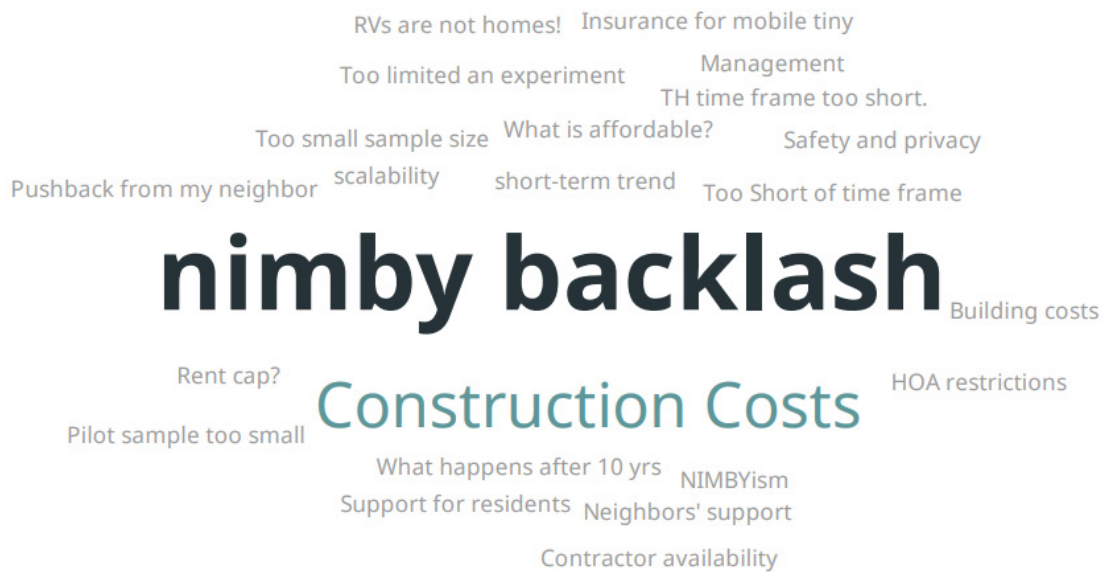 RVs are not homes!
Insurance for mobile tiny
Too limited an experiment
Management
TH time frame too short.
Too small sample size
What is affordable?
Safety and privacy
Pushback from my neighbor
scalability
short-term trend
Too Short of time frame
nimby backlash
Building costs
Rent cap?
Construction Costs
HOA restrictions
Pilot sample too small
What happens after 10 yrs
NIMBYism
Support for residents
Neighbors' support
Contractor availability